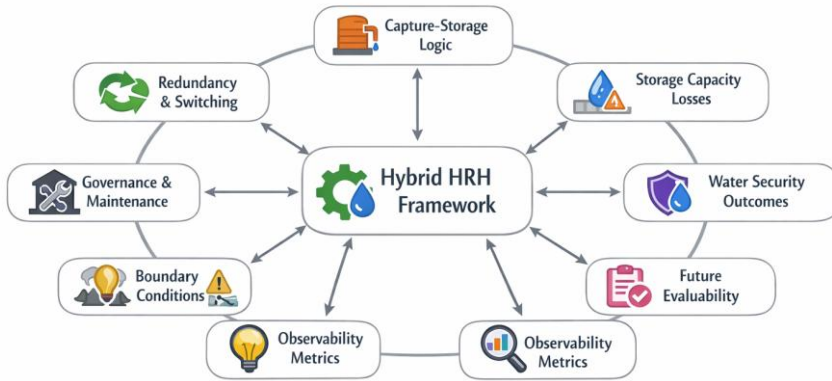 Capture-Storage
Logic
Redundancy
& Switching
Storage Capacity
Losses
Governance &
Maintenance
Hybrid HRH
Framework
Water Security
Outcomes
Boundary
Conditions
Future
Evaluability
Observability
Metrics
Observability
Metrics